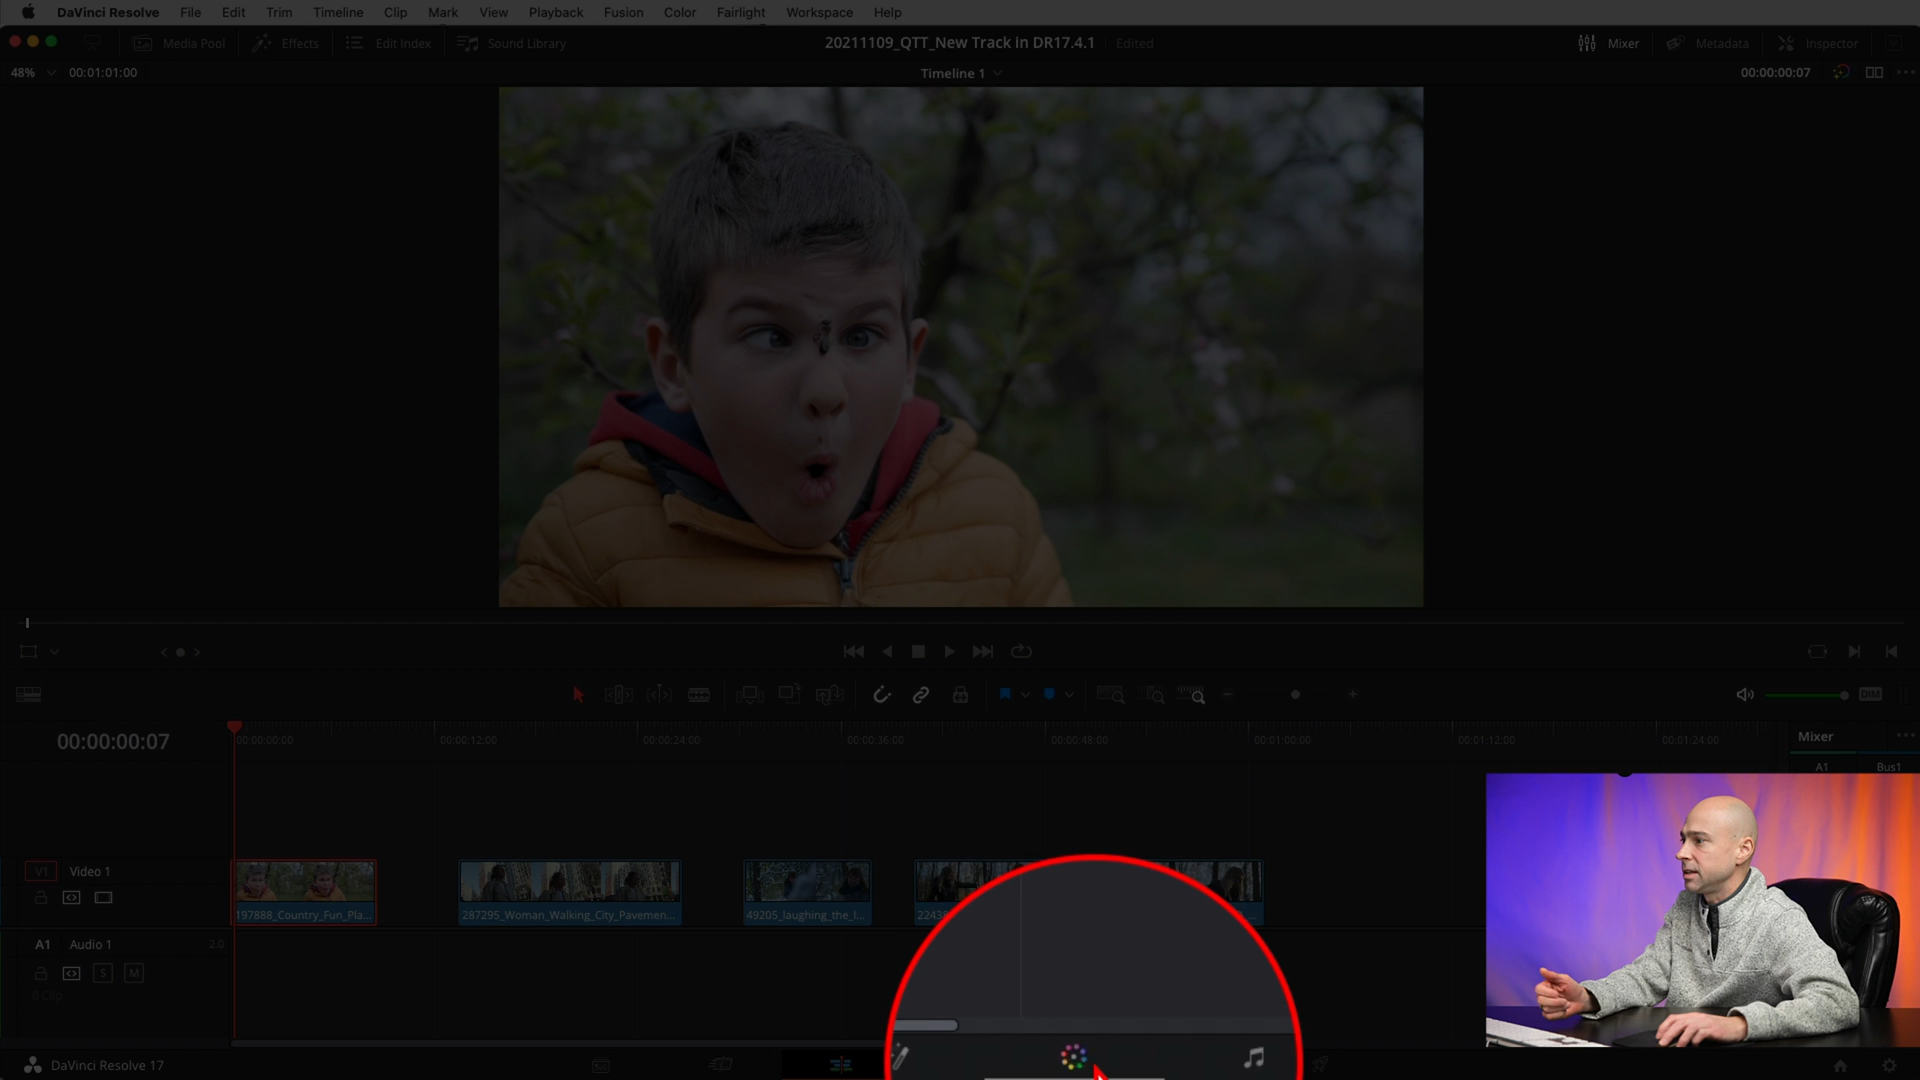 DaVinci Resolve File Edit Trim Timeline Clip Mark View Playback Fusion Color Fairlight Workspace Help
Media Pool Effects Edit Index Sound Library 20211109_QTT_New Track in DR17.4.1 Edited Mixer Metadata Inspector
48% 00:01:01:00 Timeline 1 00:00:00:07
DIM
00:00:00:07 00:00:00:00 00:00:12:00 00:00:24:00 00:00:36:00 00:00:48:00 00:01:00:00 00:01:12:00 00:01:24:00 Mixer
A1 Bus1
V1 Video 1
197888_Country_Fun_Pla... 287295_Woman_Walking_City_Pavemen... 49205_laughing_the_l... 2243
A1 Audio 1 2.0
S M
0 Clip
DaVinci Resolve 17